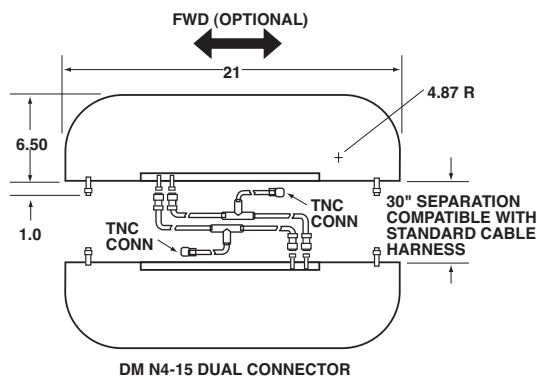 FWD (OPTIONAL)
21
4.87 R
6.50
1.0
TNC
CONN
TNC
CONN
30" SEPARATION
COMPATIBLE WITH
STANDARD CABLE
HARNESS
DM N4-15 DUAL CONNECTOR